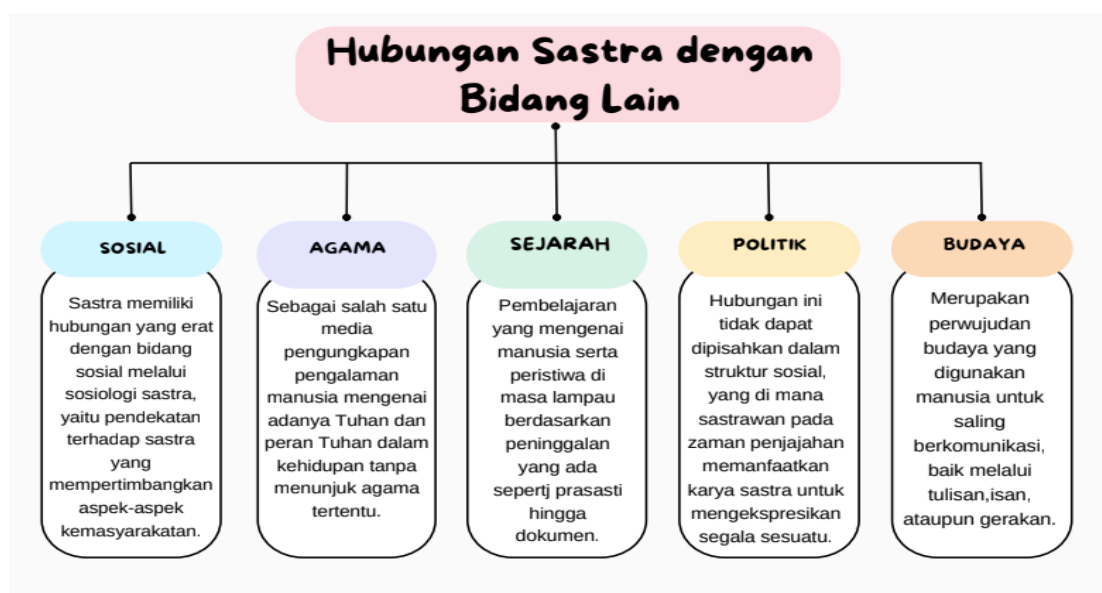 Hubungan Sastra dengan
Bidang Lain
SOSIAL
Sastra memiliki
hubungan yang erat
dengan bidang
sosial melalui
sosiologi sastra,
yaitu pendekatan
terhadap sastra
yang
mempertimbangkan
aspek-aspek
kemasyarakatan.
AGAMA
Sebagai salah satu
media
pengungkapan
pengalaman
manusia mengenai
adanya Tuhan dan
peran Tuhan dalam
kehidupan tanpa
menunjuk agama
tertentu.
SEJARAH
Pembelajaran
yang mengenai
manusia serta
peristiwa di
masa lampau
berdasarkan
peninggalan
yang ada
sepertj prasasti
hingga
dokumen.
POLITIK
Hubungan ini
tidak dapat
dipisahkan dalam
struktur sosial,
yang di mana
sastrawan pada
zaman penjajahan
memanfaatkan
karya sastra untuk
mengekspresikan
segala sesuatu.
BUDAYA
Merupakan
perwujudan
budaya yang
digunakan
manusia untuk
saling
berkomunikasi,
baik melalui
tulisan,isan,
ataupun gerakan.